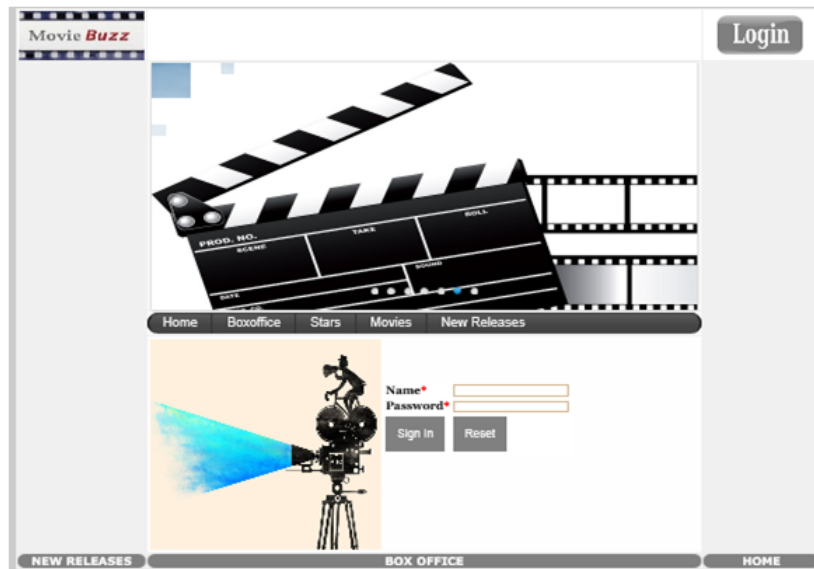 Movie Buzz
Login
PROD. NO.
SCENE
TAKE
ROLL
DATE
SOUND
Home Boxoffice Stars Movies New Releases
Name*
Password*
Sign In Reset
NEW RELEASES BOX OFFICE HOME